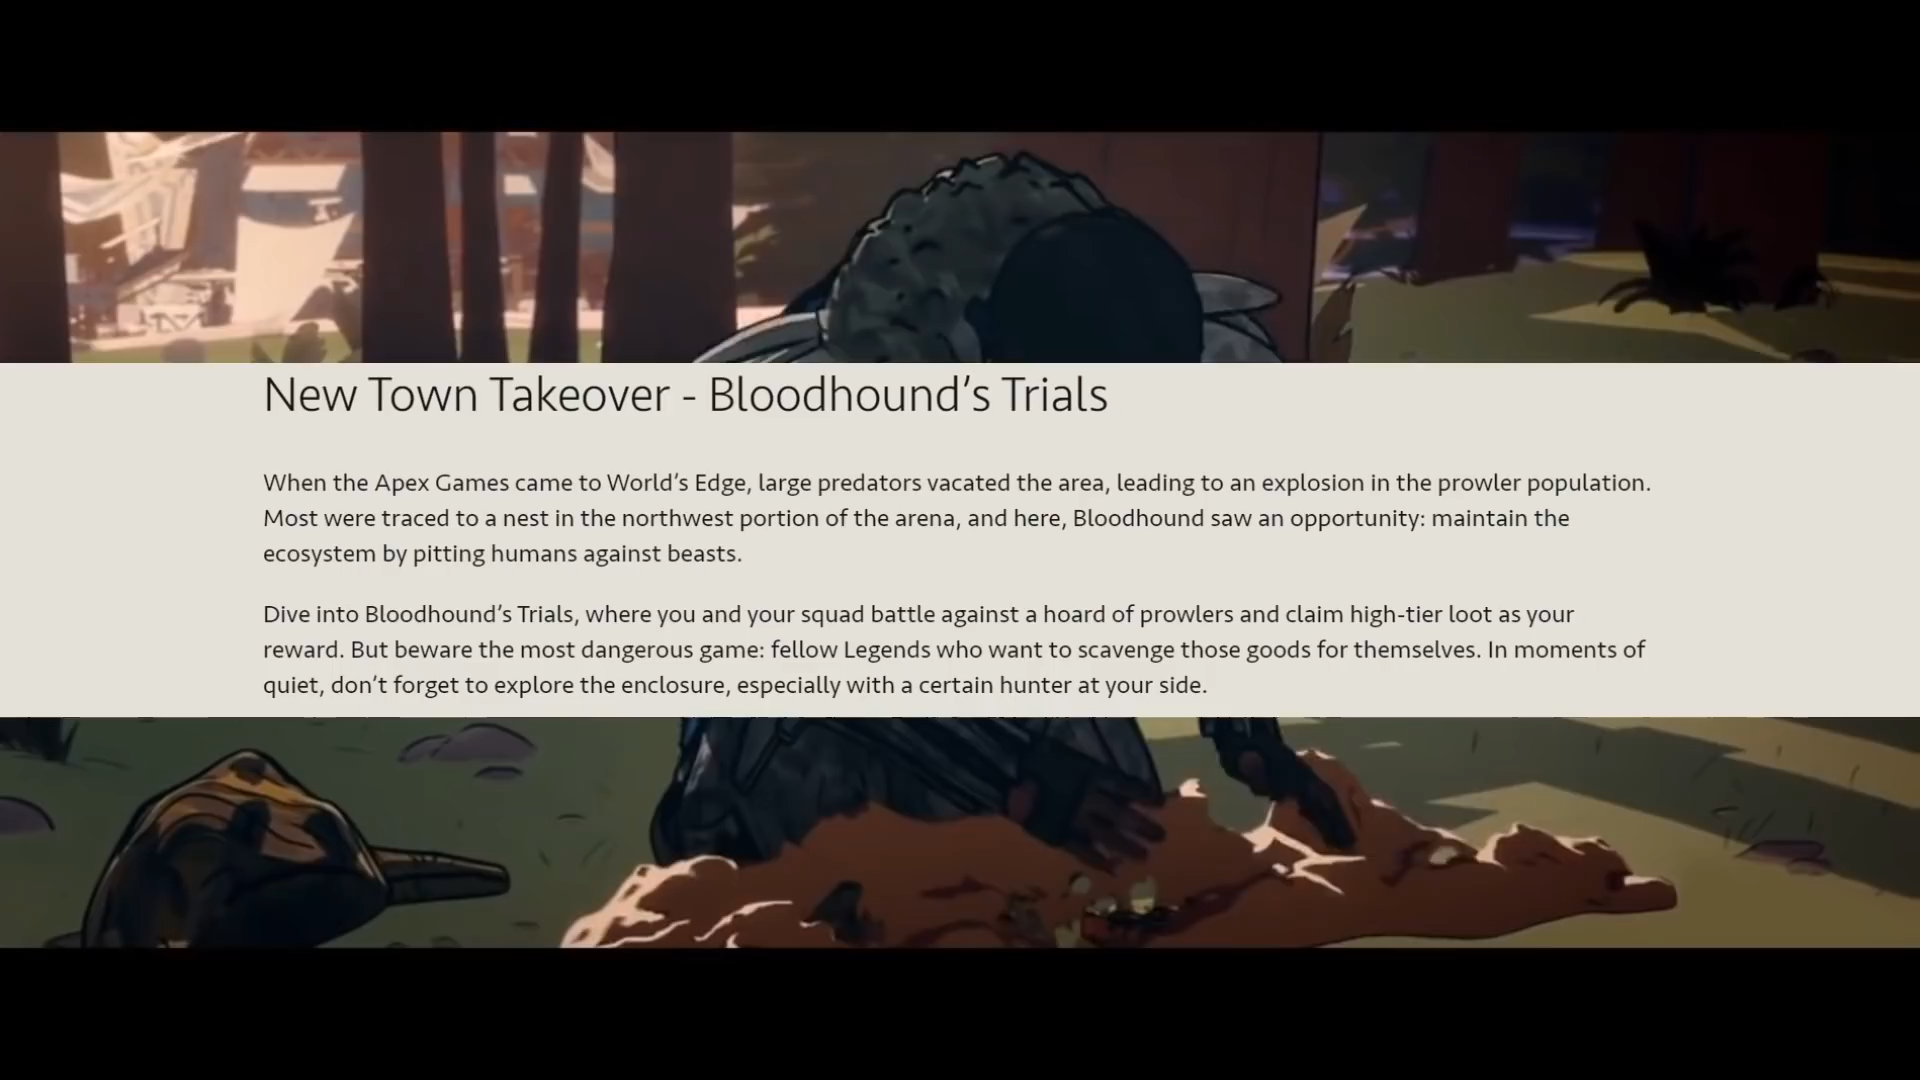 New Town Takeover - Bloodhound’s Trials
When the Apex Games came to World’s Edge, large predators vacated the area, leading to an explosion in the prowler population.
Most were traced to a nest in the northwest portion of the arena, and here, Bloodhound saw an opportunity: maintain the
ecosystem by pitting humans against beasts.
Dive into Bloodhound’s Trials, where you and your squad battle against a hoard of prowlers and claim high-tier loot as your
reward. But beware the most dangerous game: fellow Legends who want to scavenge those goods for themselves. In moments of
quiet, don’t forget to explore the enclosure, especially with a certain hunter at your side.